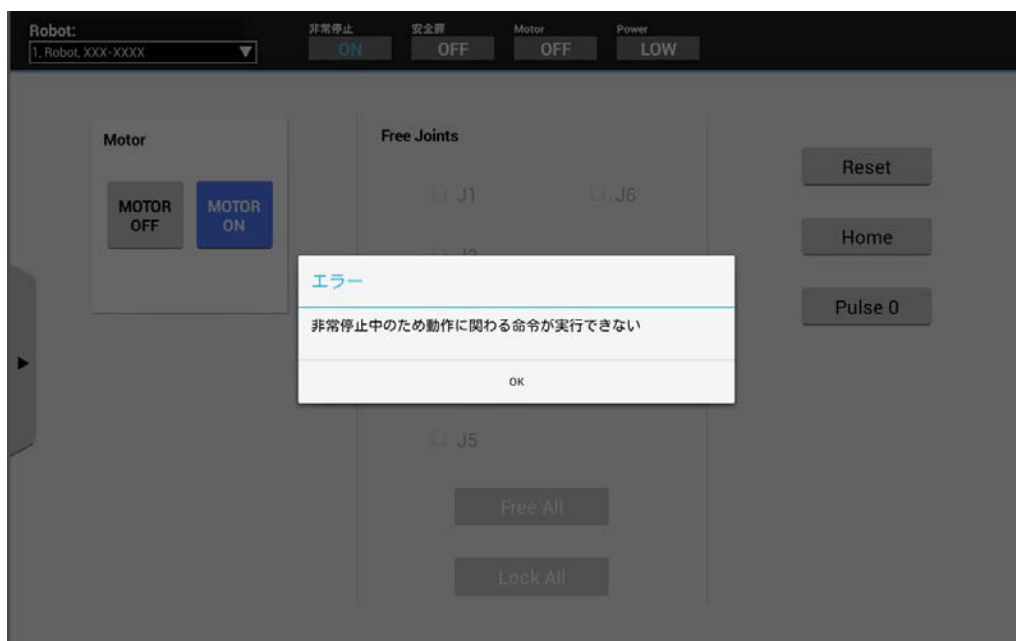 Robot:
1, Robot, XXX-XXXX
非常停止
ON
安全扉
OFF
Motor
OFF
Power
LOW
Motor
MOTOR OFF
MOTOR ON
Free Joints
J1
J6
J2
J5
Free All
Lock All
Reset
Home
Pulse 0
エラー
非常停止中のため動作に関わる命令が実行できない
OK